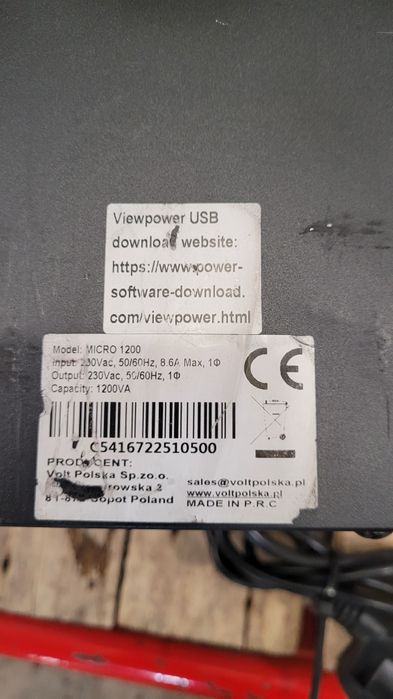 Viewpower USB
download website:
https://www.power-
software-download.
com/viewpower.html
Model: MICRO 1200
Input: 230Vac, 50/60Hz, 8.6A Max, 1Φ
Output: 230Vac, 50/60Hz, 1Φ
Capacity: 1200VA
CE
C5416722510500
PRODUCENT:
Volt Polska Sp.zo.o.
2
Sopot Poland
sales@voltpolska.pl
www.voltpolska.pl
MADE IN P.R.C